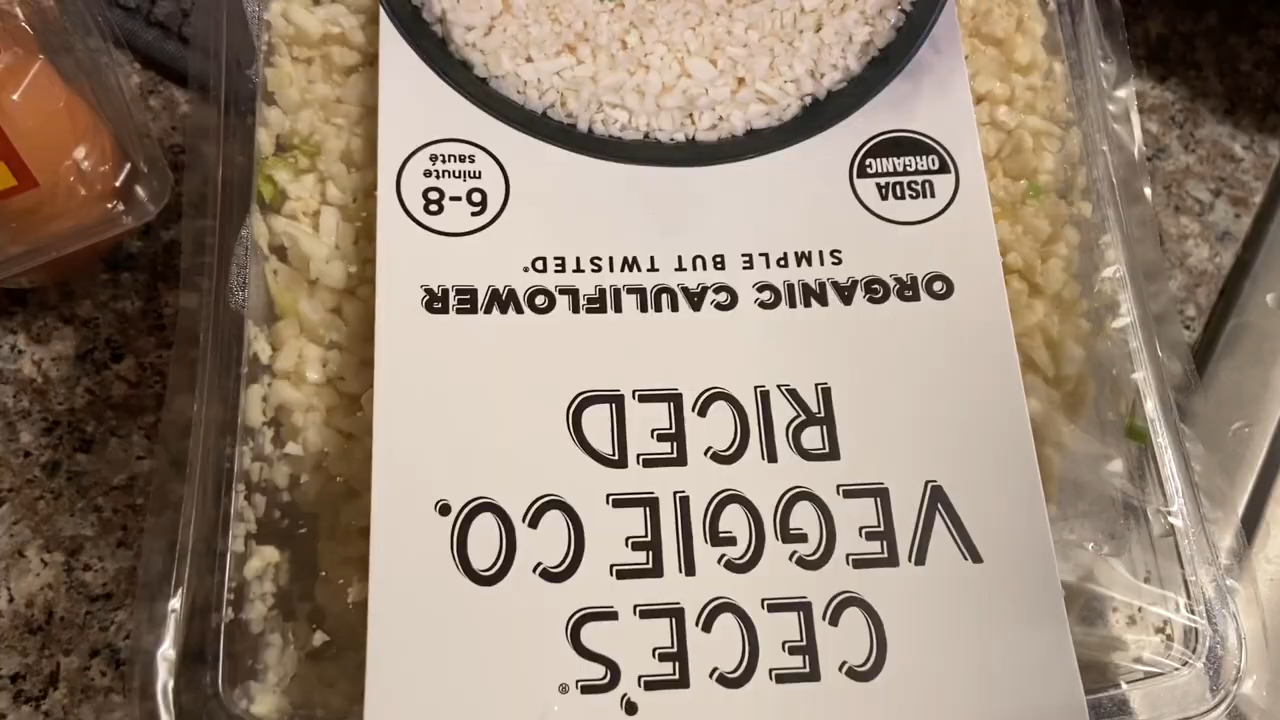 CECE'S®
VEGGIE CO.
RICED
ORGANIC CAULIFLOWER
SIMPLE BUT TWISTED®
USDA
ORGANIC
6-8
minute
sauté